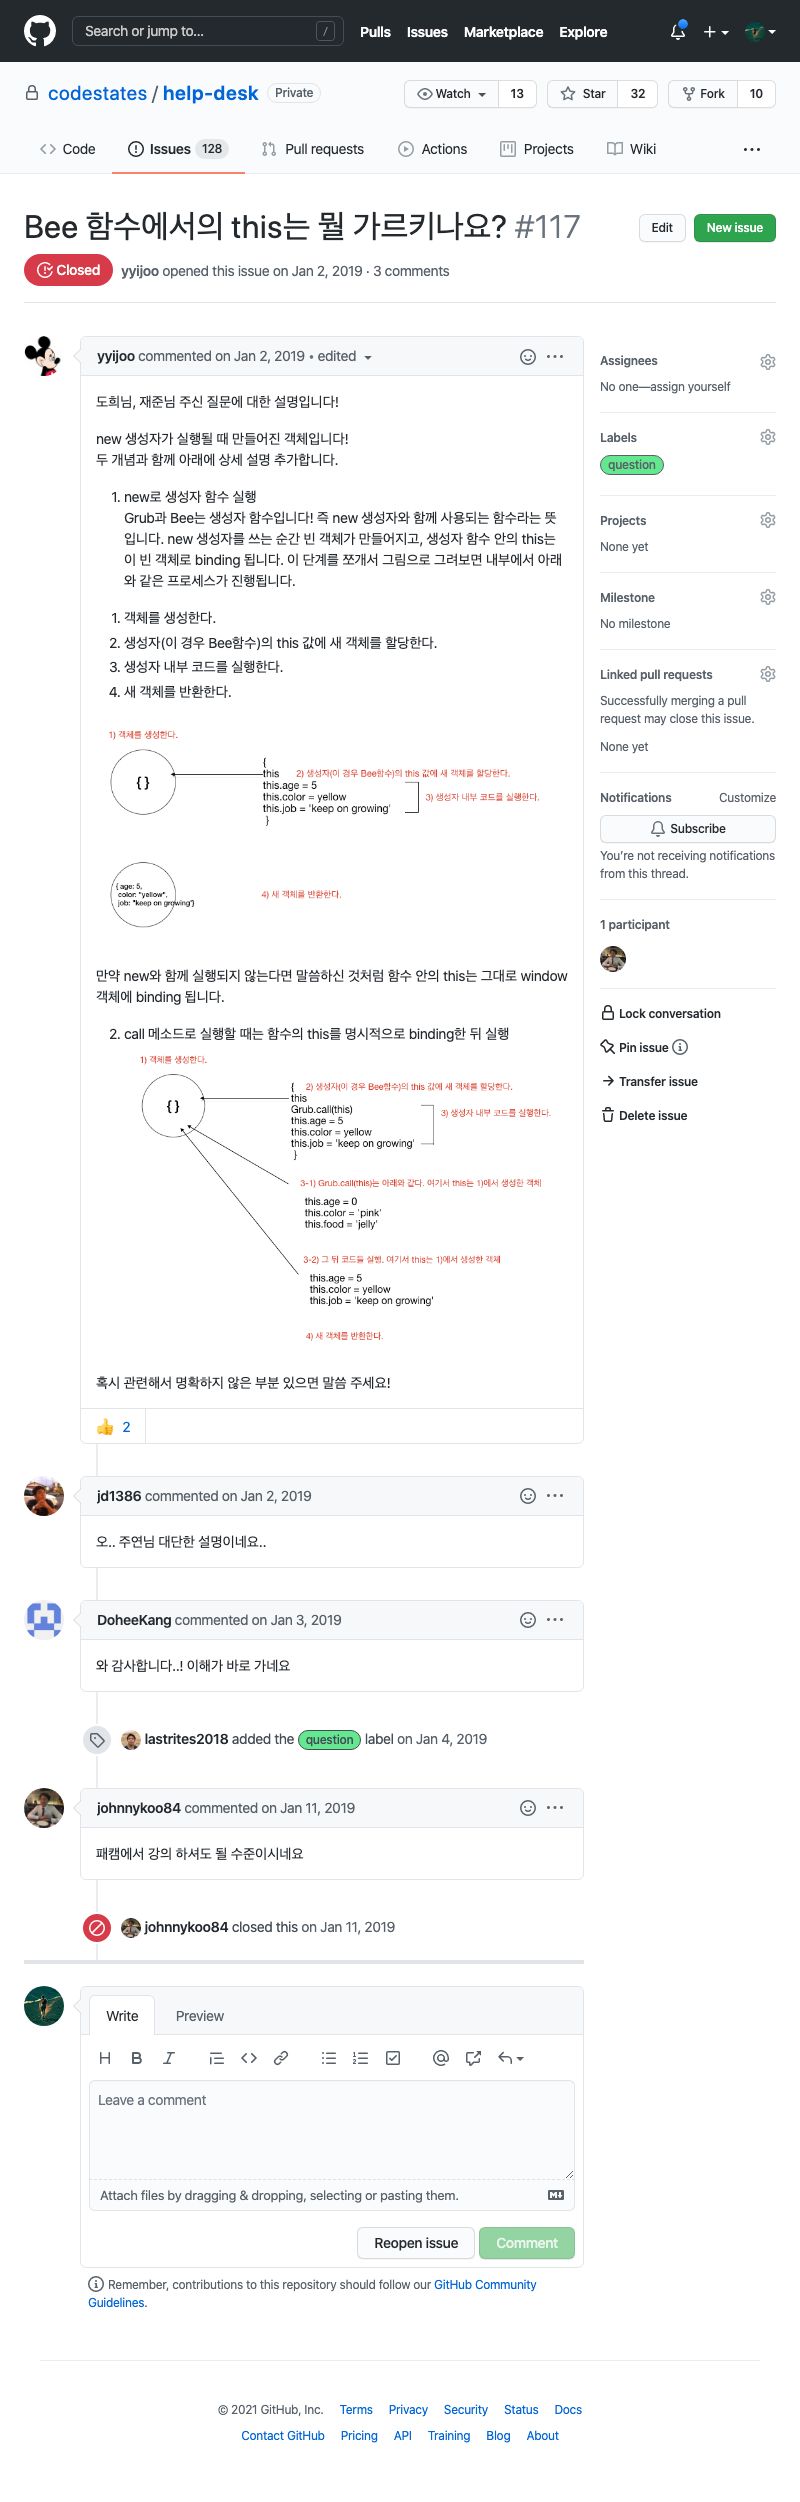 Search or jump to... /
Pulls Issues Marketplace Explore
codestates / help-desk Private
Watch 13 Star 32 Fork 10
Code Issues 128 Pull requests Actions Projects Wiki
Bee 함수에서의 this는 뭘 가르키나요? #117
Edit New issue
Closed yyijoo opened this issue on Jan 2, 2019 · 3 comments
yyijoo commented on Jan 2, 2019 • edited
도희님, 재준님 주신 질문에 대한 설명입니다!
new 생성자가 실행될 때 만들어진 객체입니다!
두 개념과 함께 아래에 상세 설명 추가합니다.
1. new로 생성자 함수 실행
Grub과 Bee는 생성자 함수입니다! 즉 new 생성자와 함께 사용되는 함수라는 뜻
입니다. new 생성자를 쓰는 순간 빈 객체가 만들어지고, 생성자 함수 안의 this는
이 빈 객체로 binding 됩니다. 이 단계를 쪼개서 그림으로 그려보면 내부에서 아래
와 같은 프로세스가 진행됩니다.
1. 객체를 생성한다.
2. 생성자(이 경우 Bee함수)의 this 값에 새 객체를 할당한다.
3. 생성자 내부 코드를 실행한다.
4. 새 객체를 반환한다.
1) 객체를 생성한다.
{ }
{
this 2) 생성자(이 경우 Bee함수)의 this 값에 새 객체를 할당한다.
this.age = 5
this.color = yellow 3) 생성자 내부 코드를 실행한다.
this.job = 'keep on growing'
}
{ age: 5,
color: "yellow",
job: "keep on growing"}
4) 새 객체를 반환한다.
만약 new와 함께 실행되지 않는다면 말씀하신 것처럼 함수 안의 this는 그대로 window
객체에 binding 됩니다.
2. call 메소드로 실행할 때는 함수의 this를 명시적으로 binding한 뒤 실행
1) 객체를 생성한다.
{ }
{ 2) 생성자(이 경우 Bee함수)의 this 값에 새 객체를 할당한다.
this
Grub.call(this) 3) 생성자 내부 코드를 실행한다.
this.age = 5
this.color = yellow
this.job = 'keep on growing'
}
3-1) Grub.call(this)는 아래와 같다. 여기서 this는 1)에서 생성한 객체
this.age = 0
this.color = 'pink'
this.food = 'jelly'
3-2) 그 뒤 코드들 실행. 여기서 this는 1)에서 생성한 객체
this.age = 5
this.color = yellow
this.job = 'keep on growing'
4) 새 객체를 반환한다.
혹시 관련해서 명확하지 않은 부분 있으면 말씀 주세요!
👍 2
jd1386 commented on Jan 2, 2019
오.. 주연님 대단한 설명이네요..
DoheeKang commented on Jan 3, 2019
와 감사합니다..! 이해가 바로 가네요
lastrites2018 added the question label on Jan 4, 2019
johnnykoo84 commented on Jan 11, 2019
패캠에서 강의 하셔도 될 수준이시네요
johnnykoo84 closed this on Jan 11, 2019
Write Preview
Leave a comment
Attach files by dragging & dropping, selecting or pasting them.
Reopen issue Comment
Remember, contributions to this repository should follow our GitHub Community
Guidelines.
Assignees
No one—assign yourself
Labels
question
Projects
None yet
Milestone
No milestone
Linked pull requests
Successfully merging a pull
request may close this issue.
None yet
Notifications Customize
Subscribe
You're not receiving notifications
from this thread.
1 participant
Lock conversation
Pin issue
Transfer issue
Delete issue
© 2021 GitHub, Inc. Terms Privacy Security Status Docs
Contact GitHub Pricing API Training Blog About